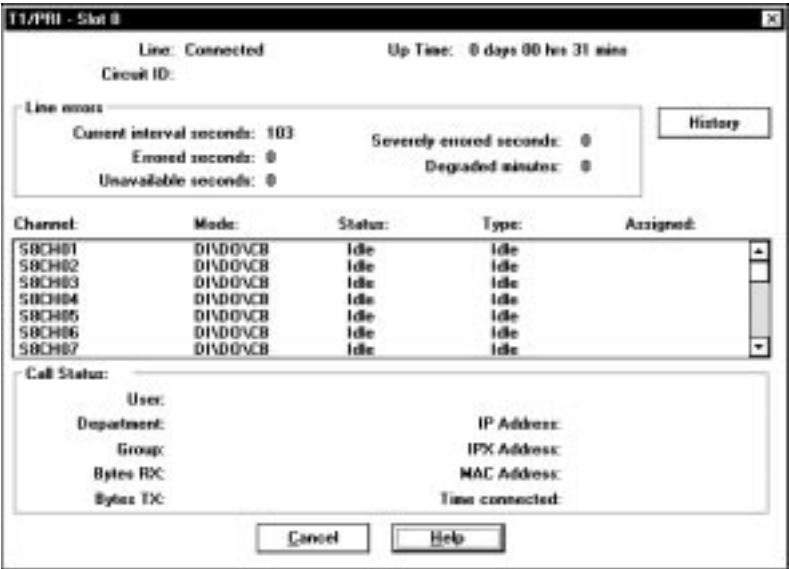 T1/PRI - Slot 8
Line: Connected
Up Time: 0 days 00 hrs 31 mins
Circuit ID:
Line errors
Current interval seconds: 103
Severely errored seconds: 0
Errored seconds: 0
Degraded minutes: 0
Unavailable seconds: 0
History
Channel: Mode: Status: Type: Assigned:
S8CH01 DI\DO\CB Idle Idle
S8CH02 DI\DO\CB Idle Idle
S8CH03 DI\DO\CB Idle Idle
S8CH04 DI\DO\CB Idle Idle
S8CH05 DI\DO\CB Idle Idle
S8CH06 DI\DO\CB Idle Idle
S8CH07 DI\DO\CB Idle Idle
Call Status:
User:
Department:
IP Address:
Group:
IPX Address:
Bytes RX:
MAC Address:
Bytes TX:
Time connected:
Cancel
Help